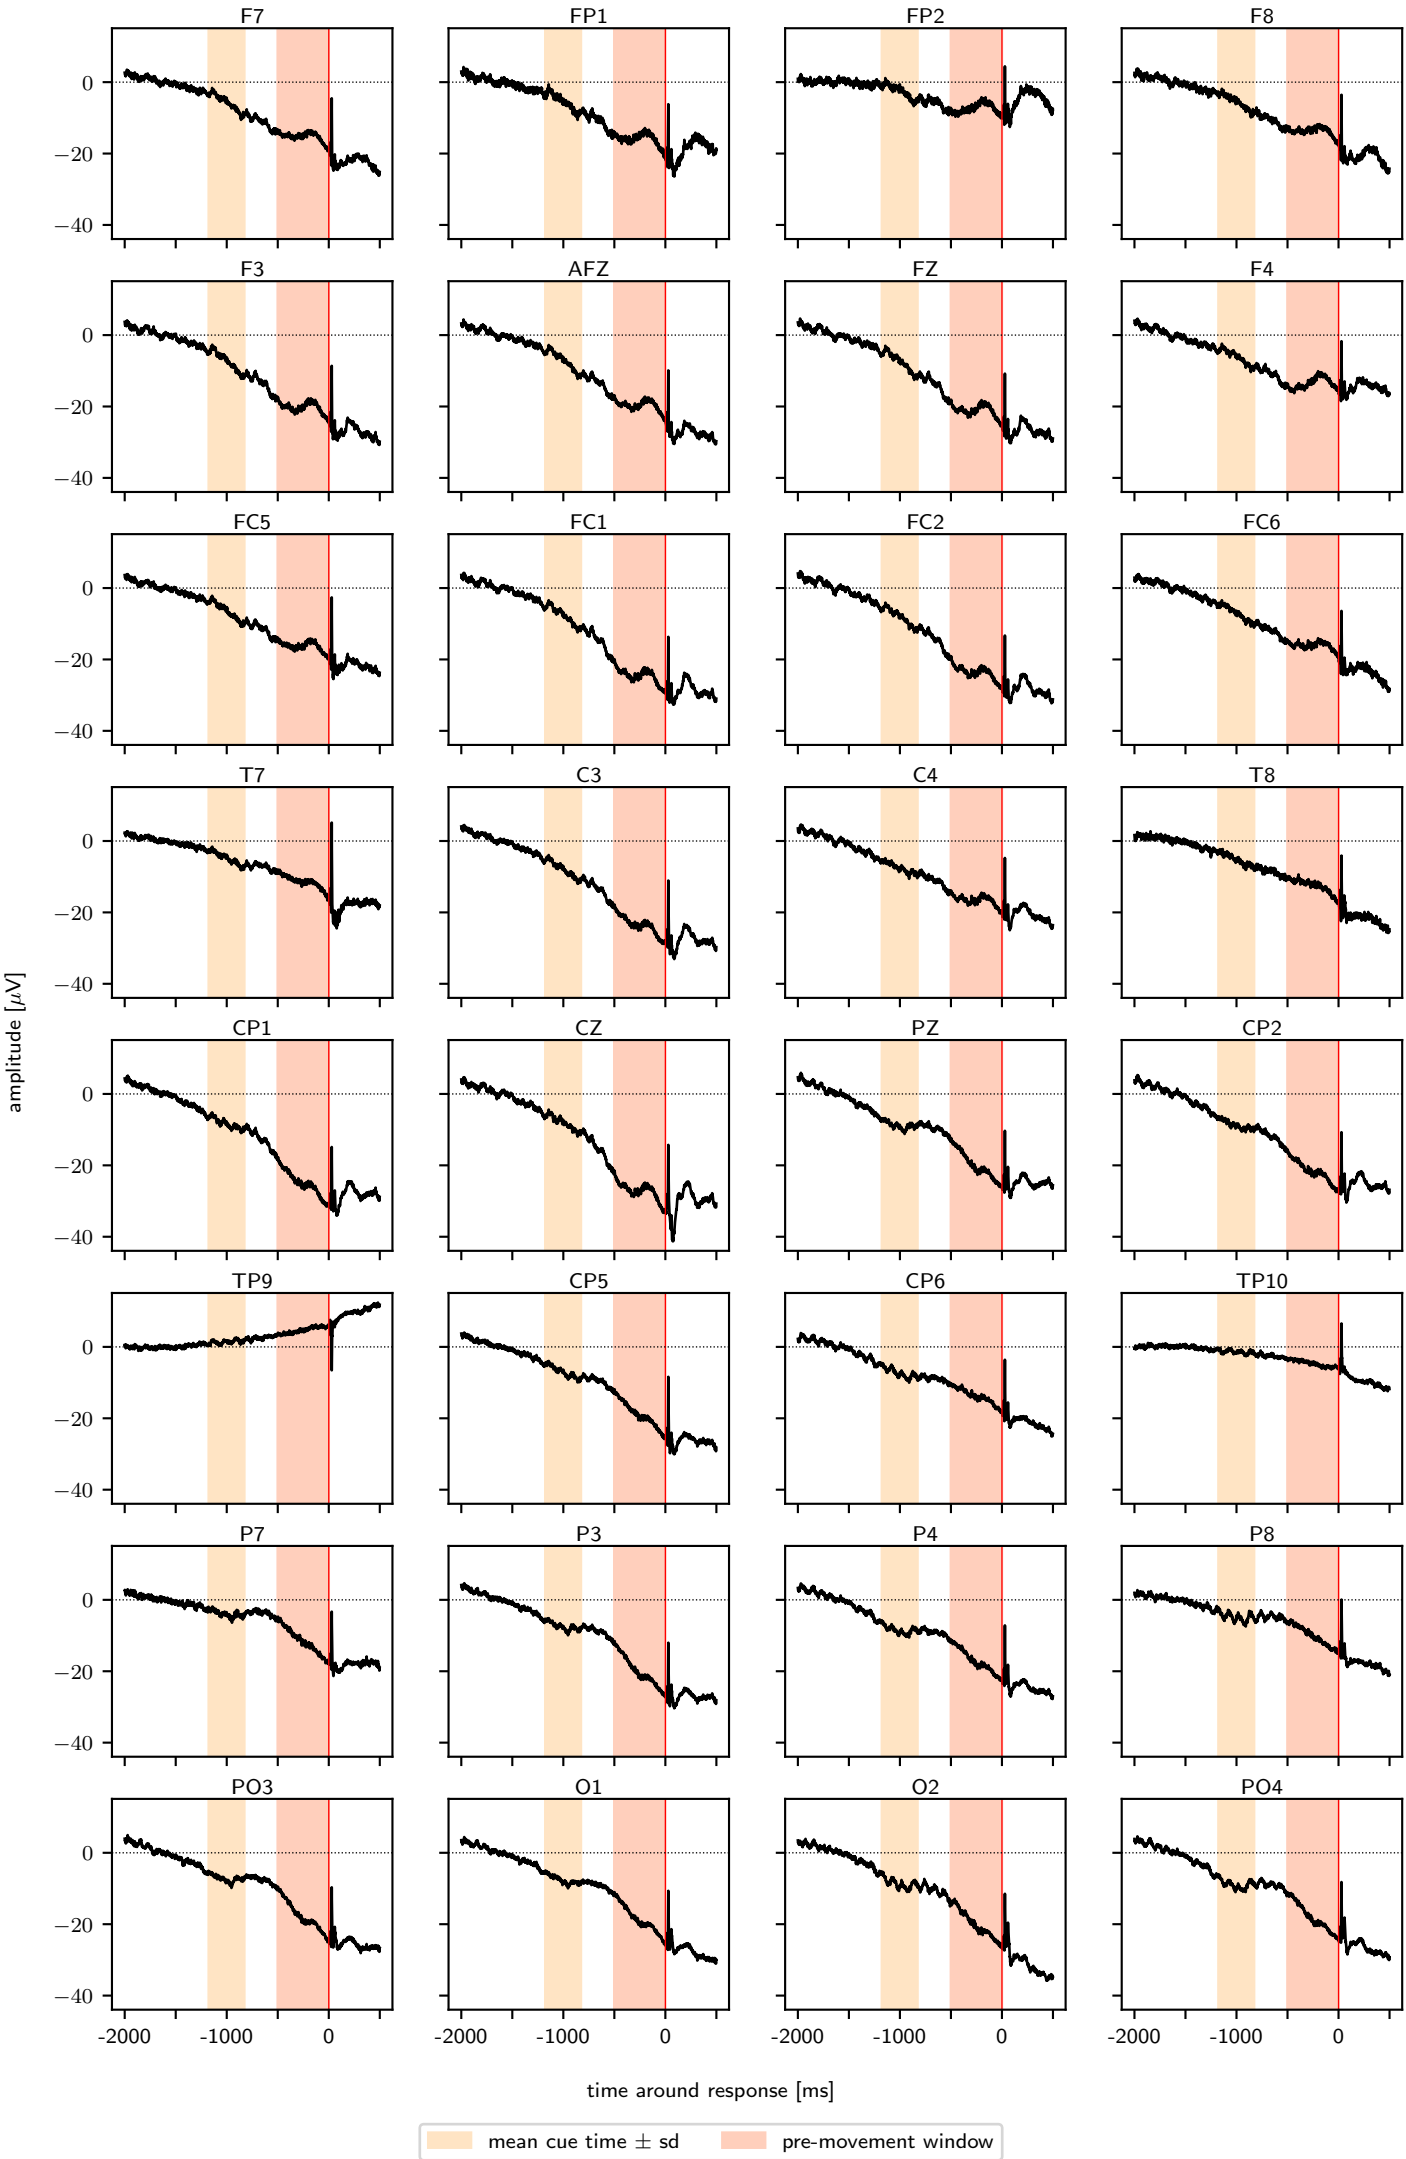 F7 FP1 FP2 F8
0
−20
−40
F3 AFZ FZ F4
0
−20
−40
FC5 FC1 FC2 FC6
0
−20
−40
T7 C3 C4 T8
0
−20
−40
amplitude [μV]
CP1 CZ PZ CP2
0
−20
−40
TP9 CP5 CP6 TP10
0
−20
−40
P7 P3 P4 P8
0
−20
−40
PO3 O1 O2 PO4
0
−20
−40
-2000 -1000 0 -2000 -1000 0 -2000 -1000 0 -2000 -1000 0
time around response [ms]
mean cue time ± sd pre-movement window